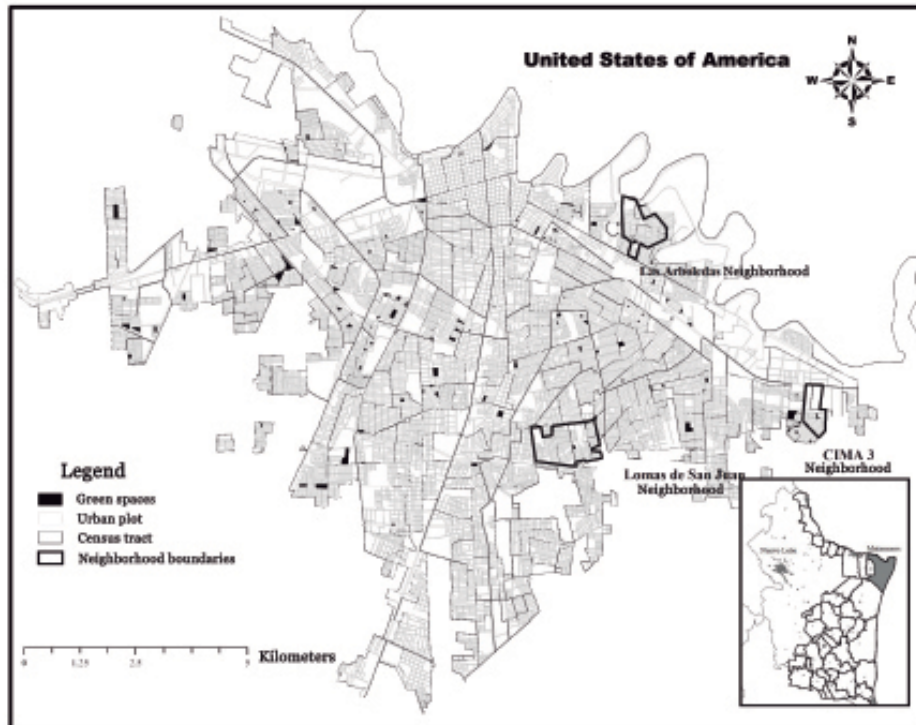 United States of America
N
W E
S
Las Arboledas Neighborhood
CIMA 3
Neighborhood
Lomas de San Juan
Neighborhood
Legend
Green spaces
Urban plot
Census tract
Neighborhood boundaries
0 1.25 2.5 5
Kilometers
Nuevo León
Matamoros